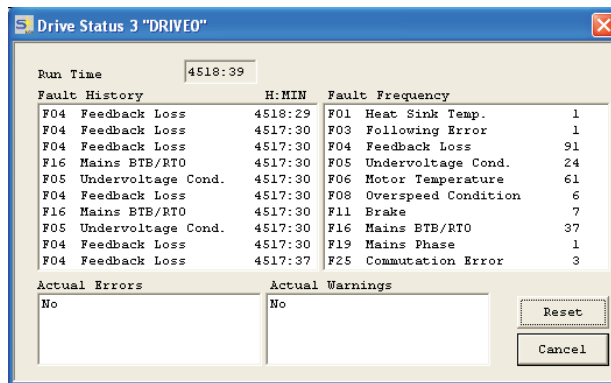 Drive Status 3 "DRIVE0"
Run Time 4518:39
Fault History H:MIN
F04 Feedback Loss 4518:29
F04 Feedback Loss 4517:30
F04 Feedback Loss 4517:30
F16 Mains BTB/RTO 4517:30
F05 Undervoltage Cond. 4517:30
F04 Feedback Loss 4517:30
F16 Mains BTB/RTO 4517:30
F05 Undervoltage Cond. 4517:30
F04 Feedback Loss 4517:30
F04 Feedback Loss 4517:37
Fault Frequency
F01 Heat Sink Temp. 1
F03 Following Error 1
F04 Feedback Loss 91
F05 Undervoltage Cond. 24
F06 Motor Temperature 61
F08 Overspeed Condition 6
F11 Brake 7
F16 Mains BTB/RTO 37
F19 Mains Phase 1
F25 Commutation Error 3
Actual Errors
No
Actual Warnings
No
Reset
Cancel